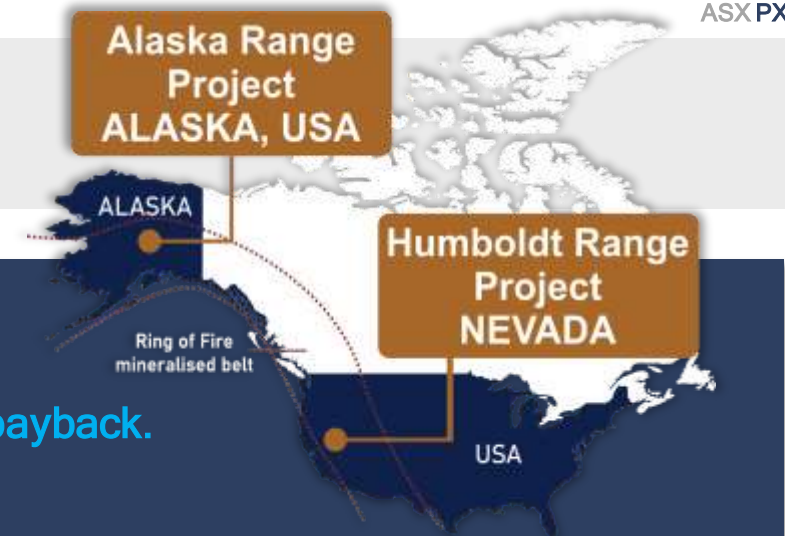 ASX PX
Alaska Range
Project
ALASKA, USA
ALASKA
Humboldt Range
Project
NEVADA
Ring of Fire
mineralised belt
payback.
USA